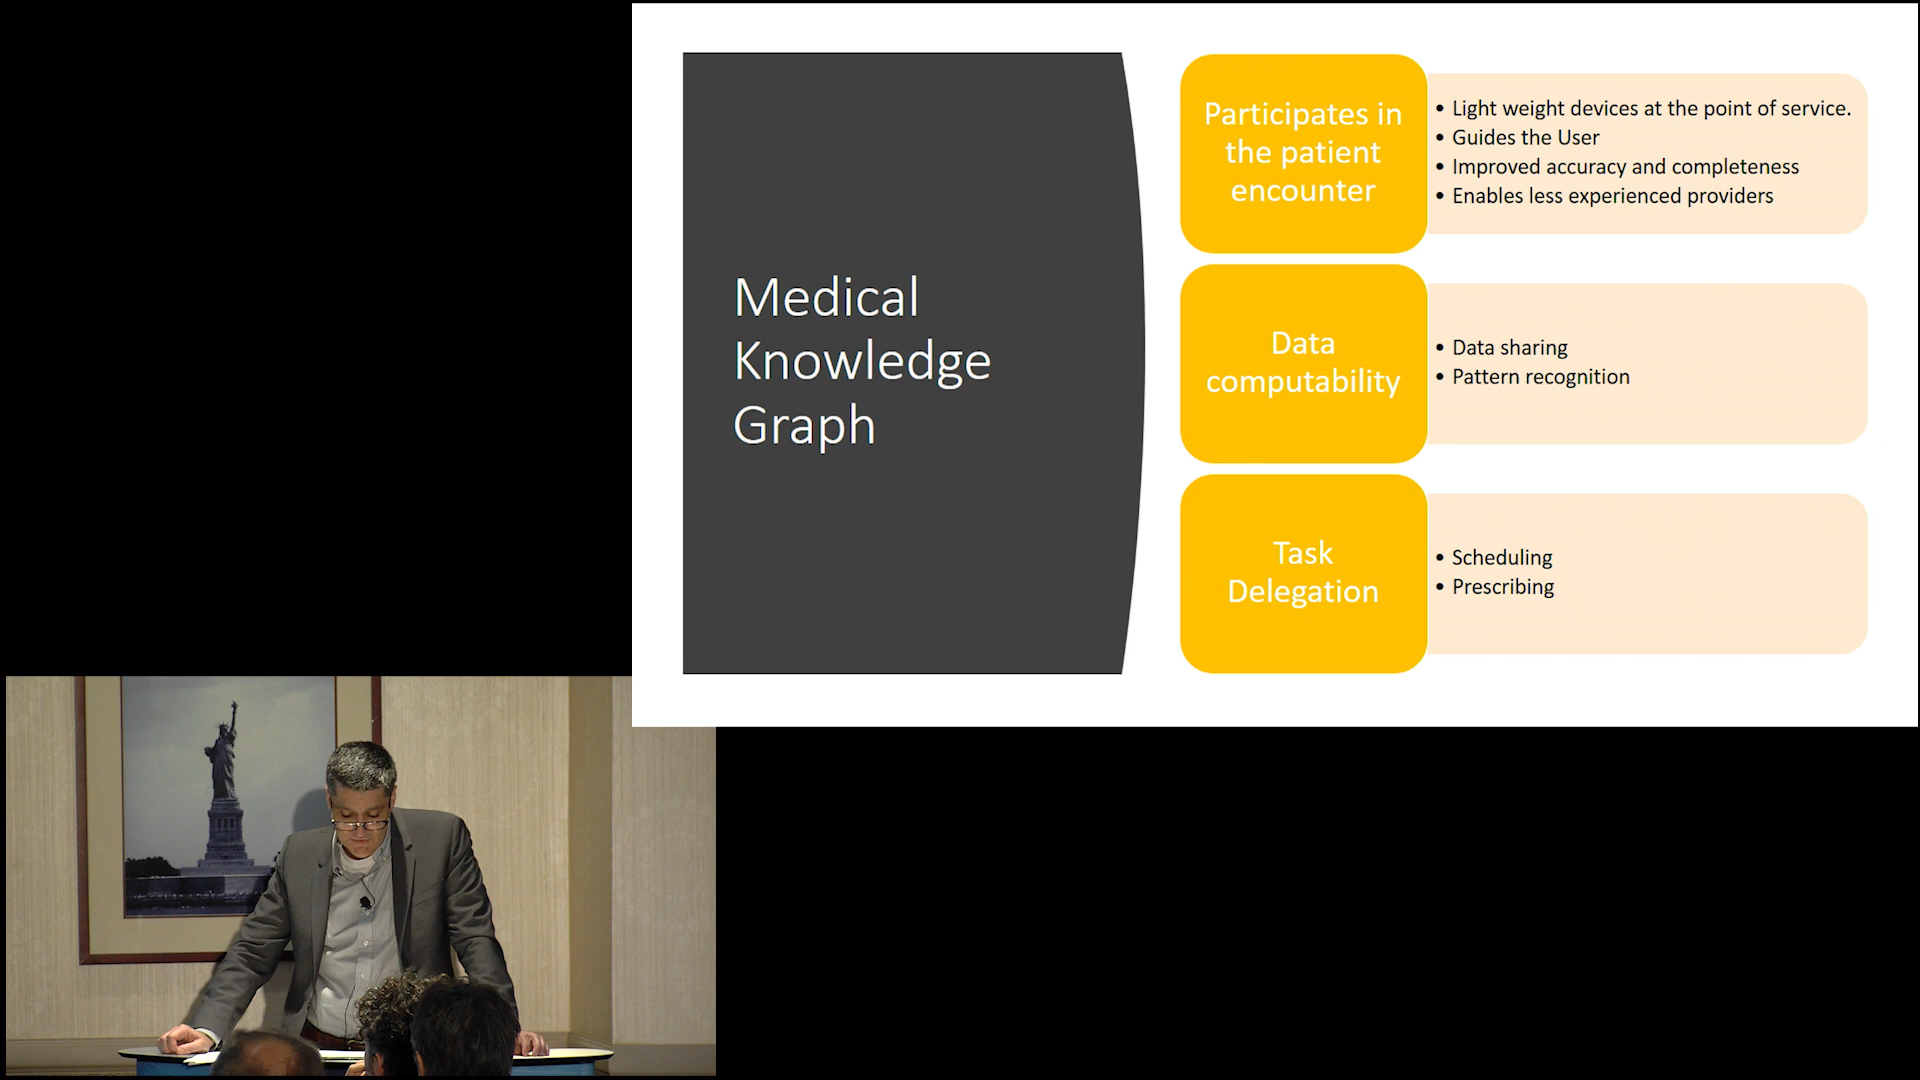 Medical
Knowledge
Graph
Participates in
the patient
encounter
• Light weight devices at the point of service.
• Guides the User
• Improved accuracy and completeness
• Enables less experienced providers
Data
computability
• Data sharing
• Pattern recognition
Task
Delegation
• Scheduling
• Prescribing